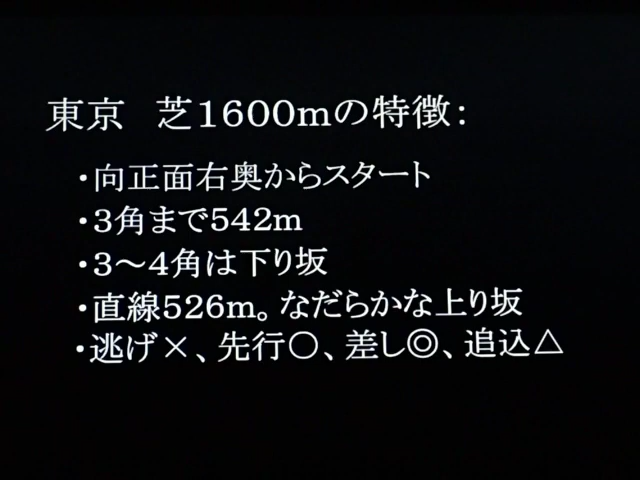 東京　芝1600mの特徴：
・向正面右奥からスタート
・3角まで542m
・3～4角は下り坂
・直線526m。なだらかな上り坂
・逃げ×、先行○、差し◎、追込△